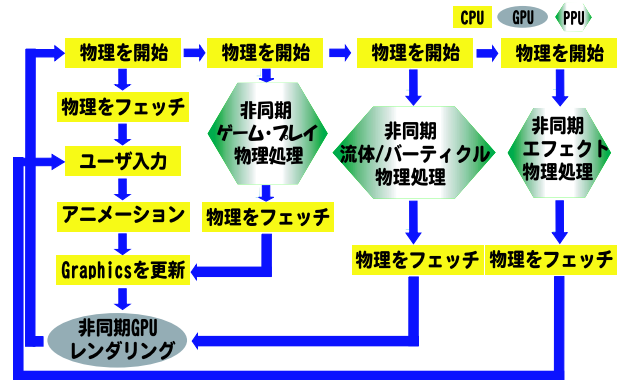 CPU
GPU
PPU
物理を開始
物理を開始
物理を開始
物理を開始
物理をフェッチ
ユーザ入力
アニメーション
Graphicsを更新
非同期GPU
レンダリング
非同期
ゲーム・プレイ
物理処理
物理をフェッチ
非同期
流体/パーティクル
物理処理
物理をフェッチ
非同期
エフェクト
物理処理
物理をフェッチ